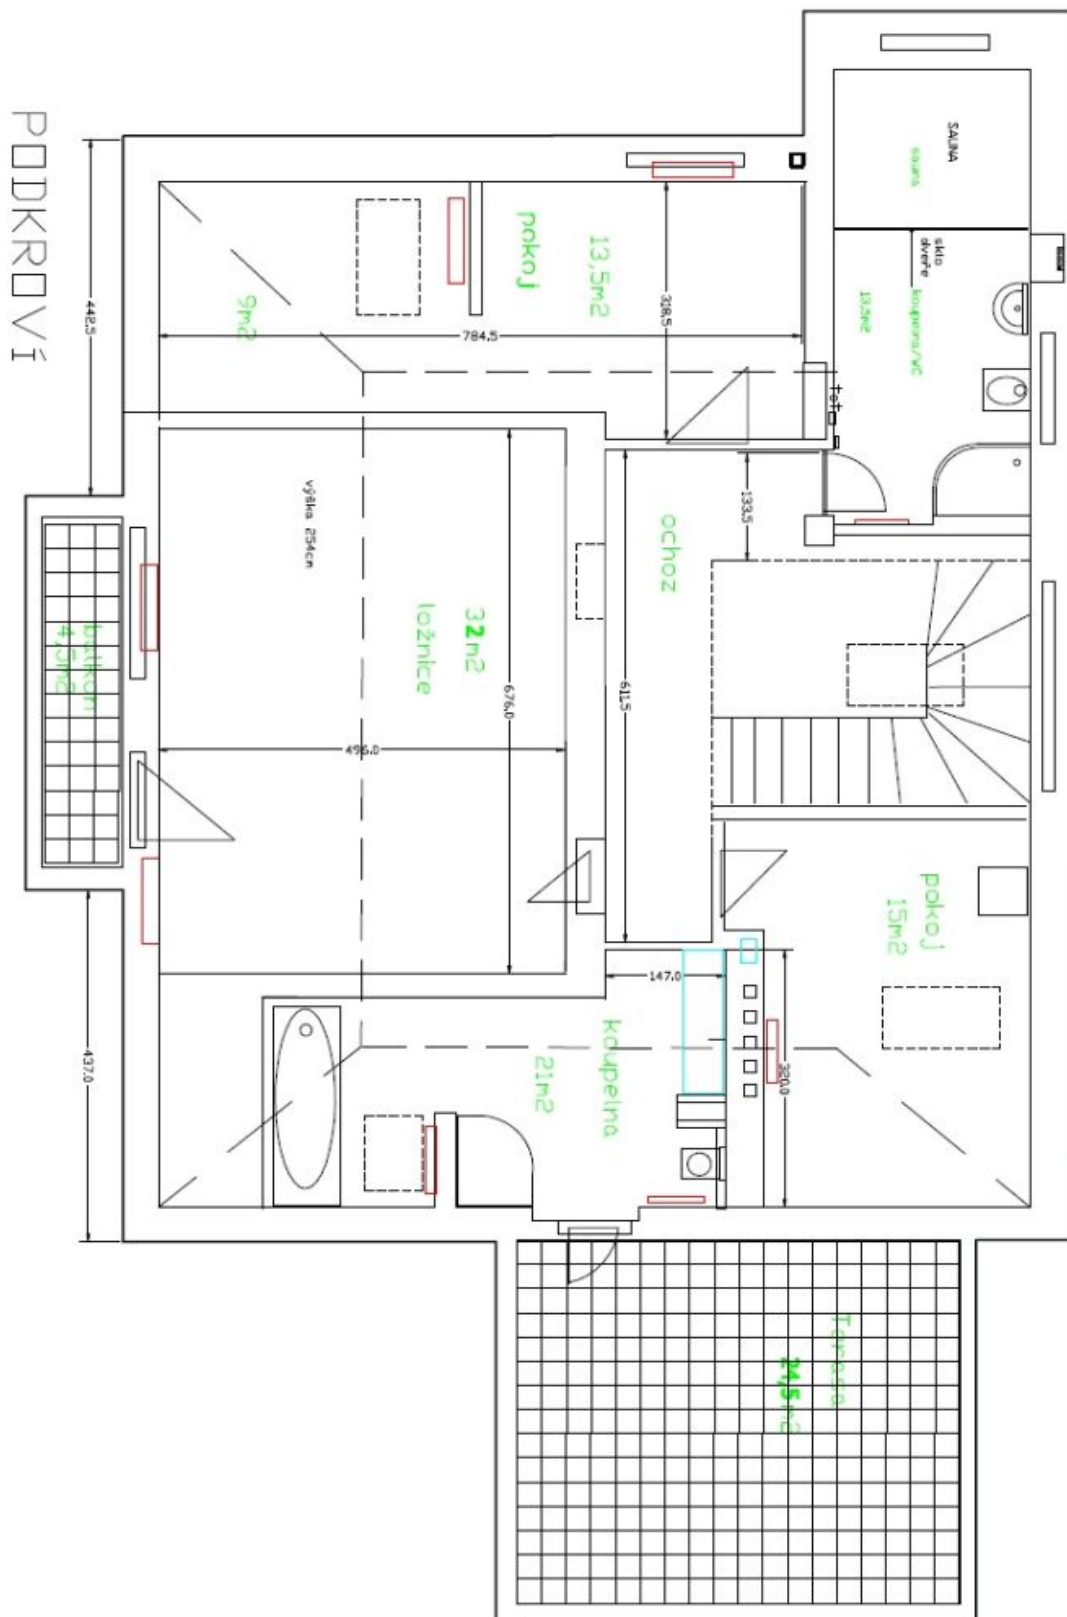 PODKROVÍ
SAUNA
sauna
sklo
dveře
koupelna/WC
13,5m2
13,5m2
pokoj
9m2
318.5
784.5
442.5
133.5
ochoz
611.5
výška 254cm
32m2
ložnice
676.0
496.0
balkon
4,3m2
pokoj
15m2
147.0
320.0
koupelna
21m2
437.0
Terasa
24,5m2